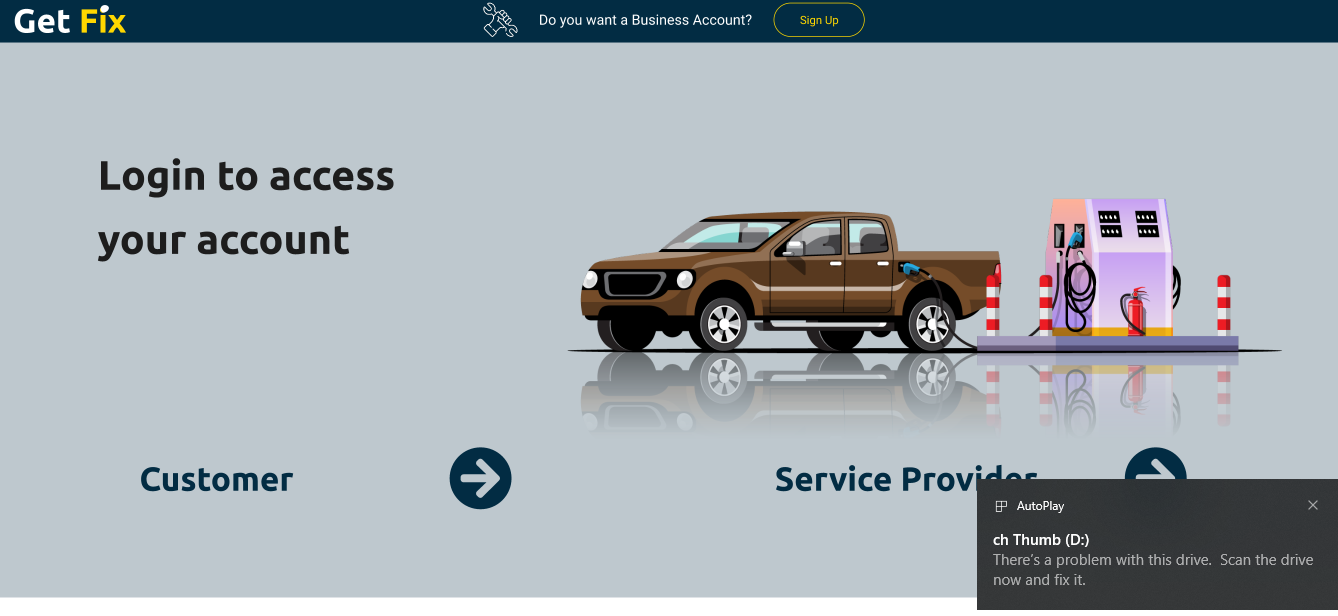 Get Fix
Do you want a Business Account?
Sign Up
Login to access
your account
Customer
Service Provider
AutoPlay
ch Thumb (D:)
There's a problem with this drive. Scan the drive
now and fix it.